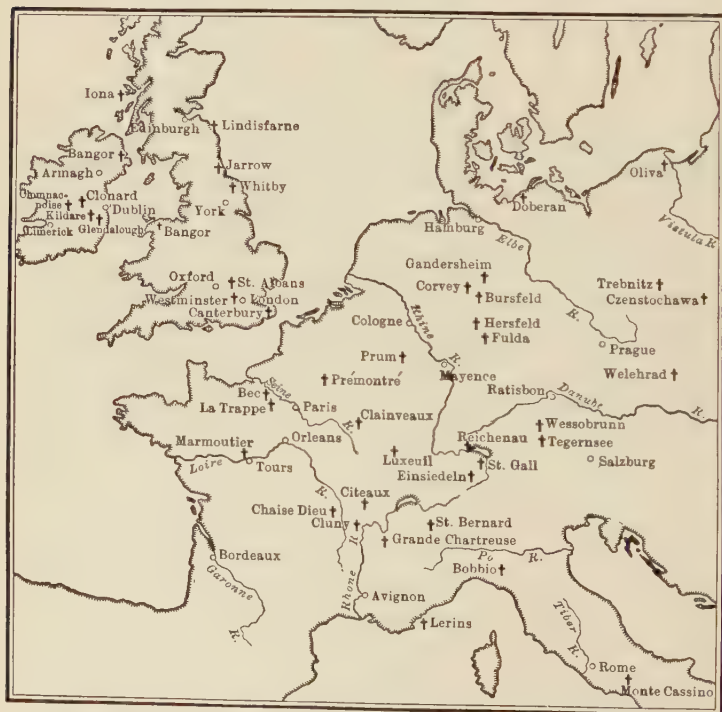 Iona
Edinburgh
Lindisfarne
Bangor
Armagh
Jarrow
Whitby
Clonmac-
noise
Clonard
Kildare
Dublin
Limerick
Glendalough
Bangor
York
Oxford
St. Albans
Westminster
London
Canterbury
Oliva
Vistula R.
Doberan
Hamburg
Elbe
R.
Gandersheim
Corvey
Bursfeld
Trebnitz
Czenstochawa
Rhine
R.
Cologne
Hersfeld
Fulda
Prague
Prum
Mayence
Welehrad
Prémontré
Ratisbon
Danube
R.
Bec
Seine
R.
La Trappe
Paris
Clainveaux
Wessobrunn
Tegernsee
Orleans
Reichenau
Marmoutier
Luxeuil
St. Gall
Salzburg
Loire
R.
Tours
Einsiedeln
Citeaux
Chaise Dieu
Cluny
St. Bernard
Grande Chartreuse
Bordeaux
Garonne
R.
Po
R.
Bobbio
Rhone
R
Avignon
Lerins
Tiber
R.
Rome
Monte Cassino